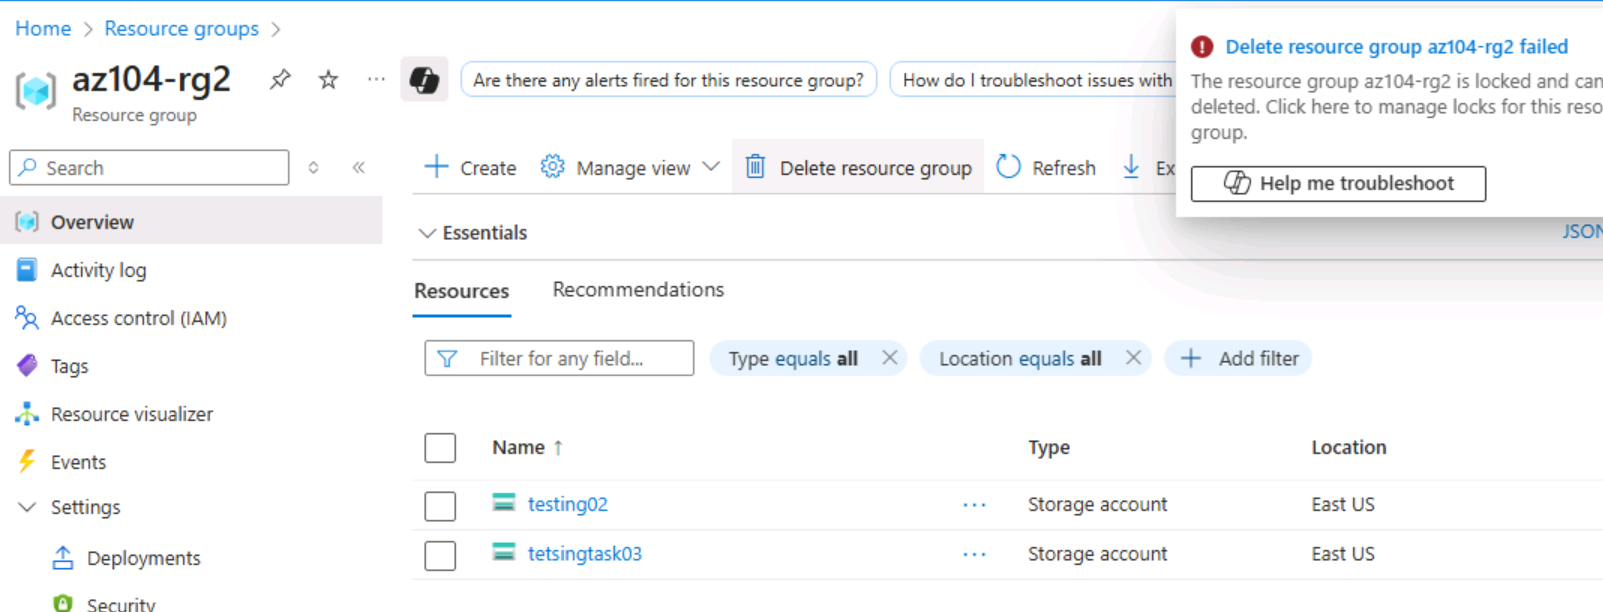 Home > Resource groups >
az104-rg2
Resource group
Are there any alerts fired for this resource group?
How do I troubleshoot issues with
Delete resource group az104-rg2 failed
The resource group az104-rg2 is locked and can
deleted. Click here to manage locks for this reso
group.
Help me troubleshoot
Search
Create
Manage view
Delete resource group
Refresh
Ex
Overview
Activity log
Access control (IAM)
Tags
Resource visualizer
Events
Settings
Deployments
Security
Essentials
JSON
Resources
Recommendations
Filter for any field...
Type equals all
Location equals all
Add filter
Name ↑ Type Location
testing02 ... Storage account East US
tetsingtask03 ... Storage account East US